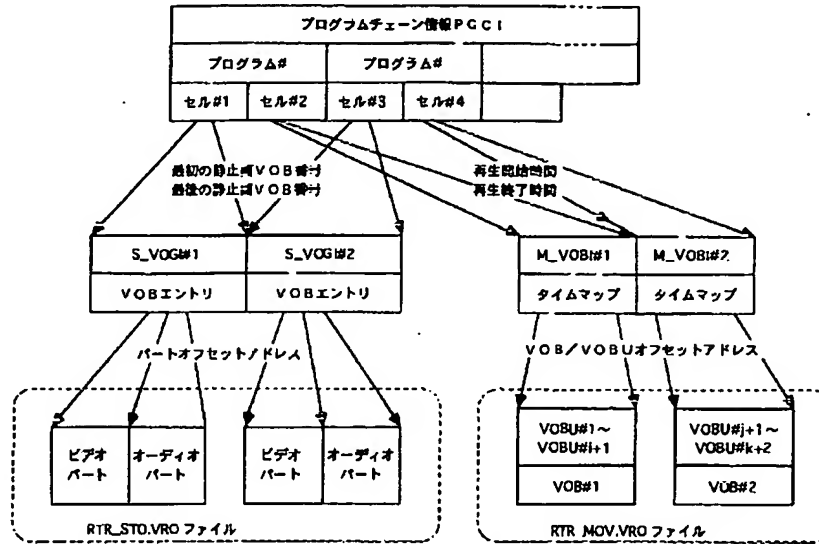 プログラムチェーン情報PGCI
プログラム# プログラム#
セル#1 セル#2 セル#3 セル#4
最初の静止画VOB番号
最後の静止画VOB番号
再生開始時間
再生終了時間
S_VOGI#1 S_VOGI#2
VOBエントリ VOBエントリ
M_VOBI#1 M_VOBI#2
タイムマップ タイムマップ
パートオフセットアドレス
VOB/VOBUオフセットアドレス
ビデオ
パート
オーディオ
パート
ビデオ
パート
オーディオ
パート
VOBU#1~
VOBU#i+1
VOB#1
VOBU#j+1~
VOBU#k+2
VOB#2
RTR_STO.VROファイル
RTR_MOV.VROファイル